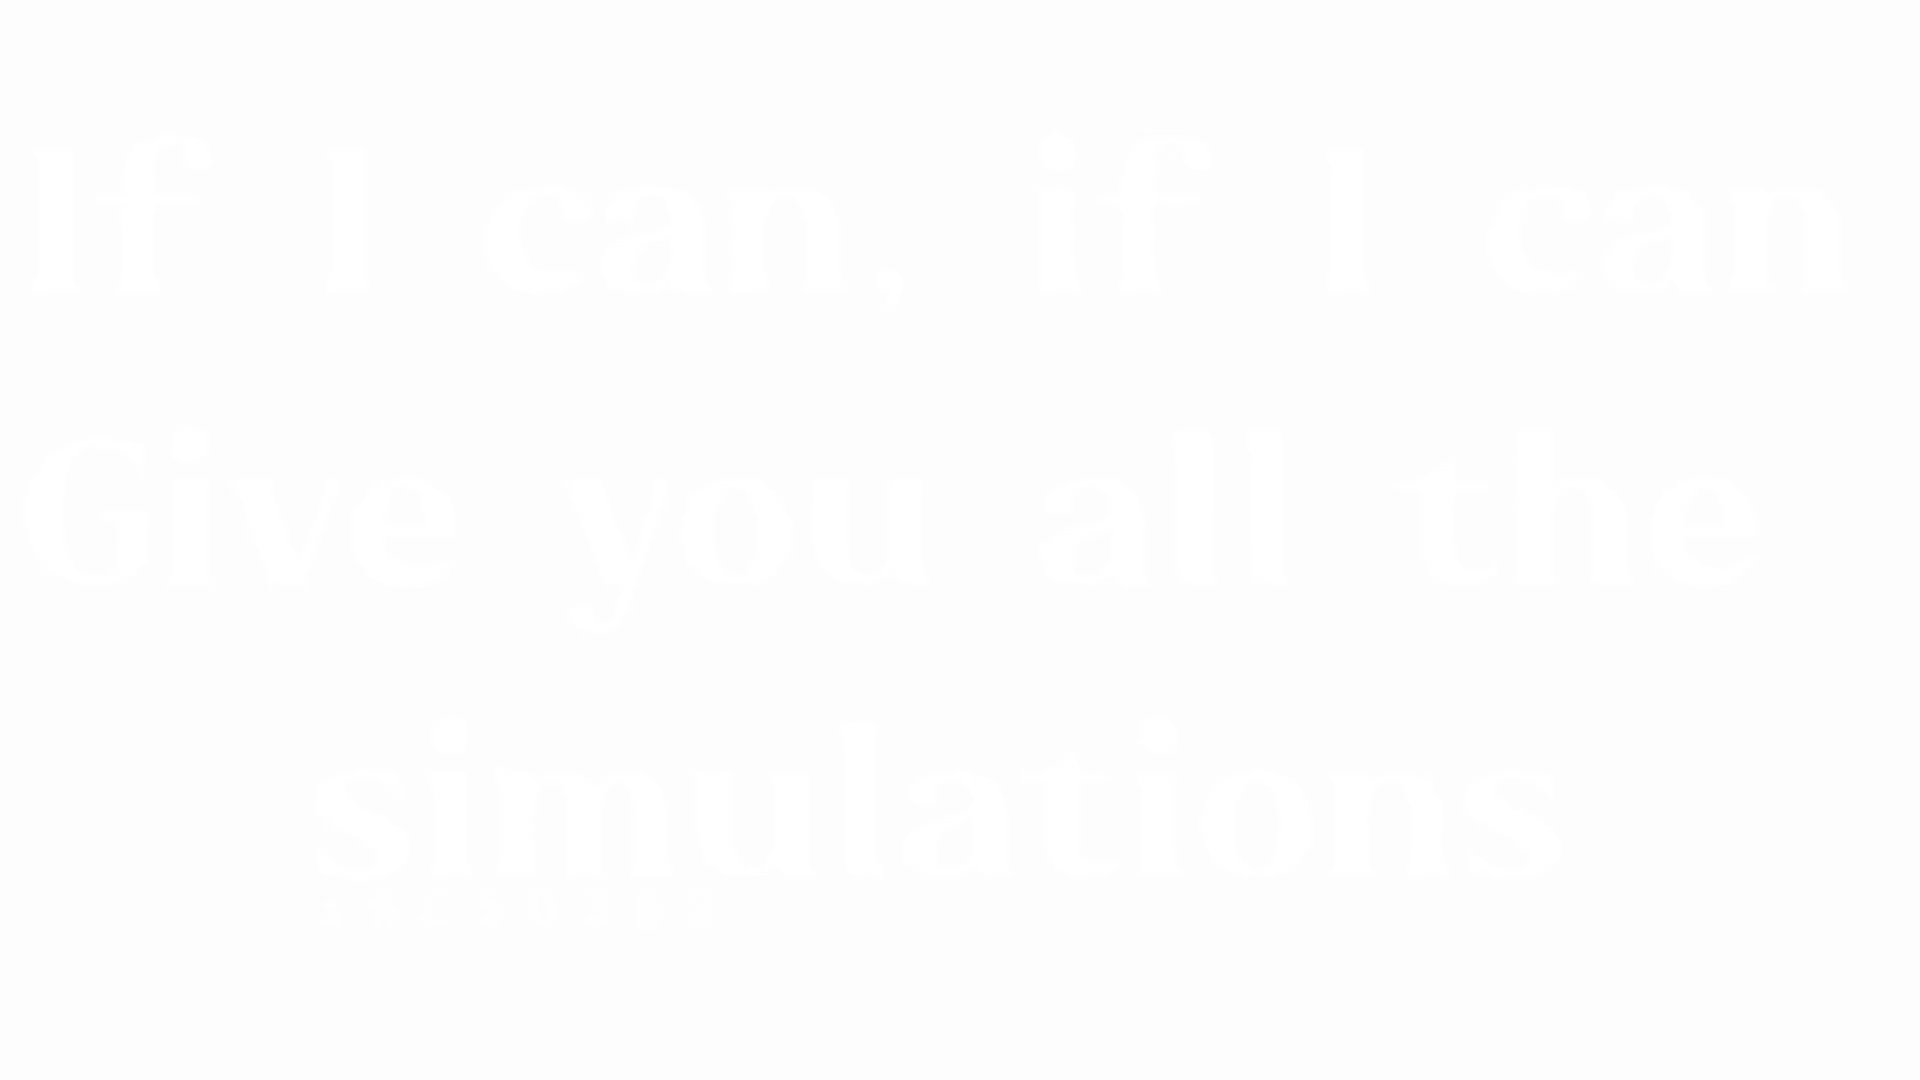 If I can, if I can
Give you all the
simulations